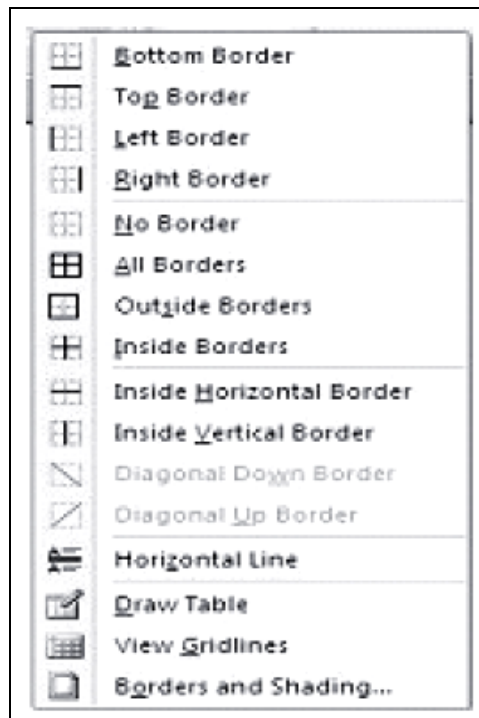 Bottom Border
Top Border
Left Border
Right Border
No Border
All Borders
Outside Borders
Inside Borders
Inside Horizontal Border
Inside Vertical Border
Diagonal Down Border
Diagonal Up Border
Horizontal Line
Draw Table
View Gridlines
Borders and Shading...